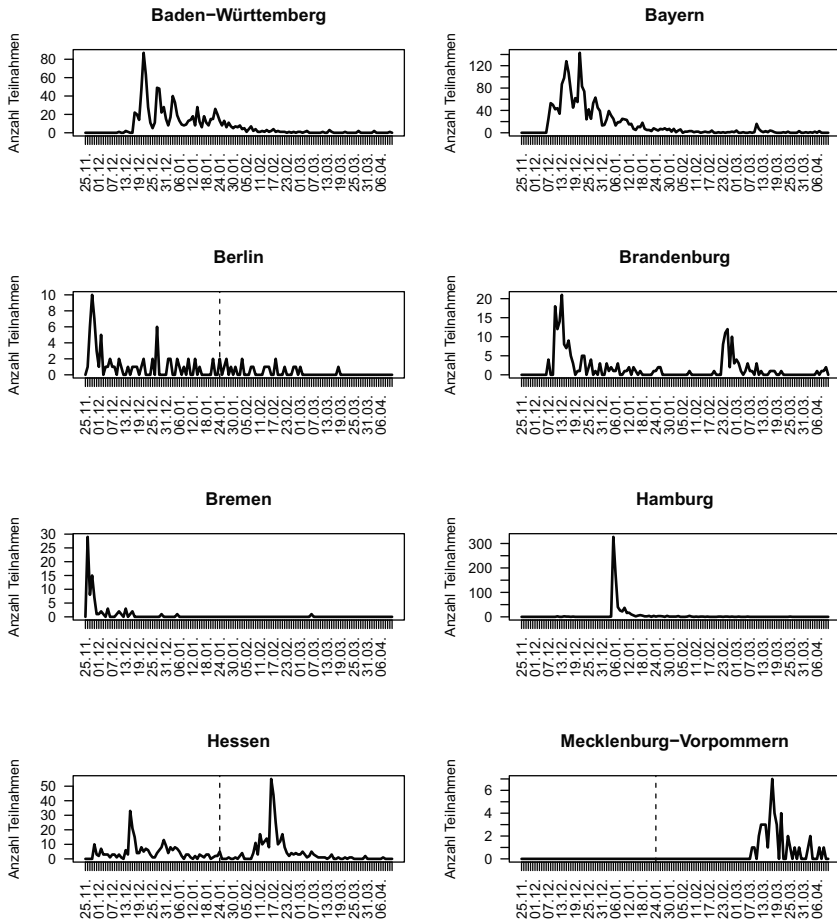 Baden−Württemberg
Anzahl Teilnahmen
80
60
40
20
0
25.11. 01.12. 07.12. 13.12. 19.12. 25.12. 31.12. 06.01. 12.01. 18.01. 24.01. 30.01. 05.02. 11.02. 17.02. 23.02. 01.03. 07.03. 13.03. 19.03. 25.03. 31.03. 06.04.
Bayern
Anzahl Teilnahmen
120
80
40
0
25.11. 01.12. 07.12. 13.12. 19.12. 25.12. 31.12. 06.01. 12.01. 18.01. 24.01. 30.01. 05.02. 11.02. 17.02. 23.02. 01.03. 07.03. 13.03. 19.03. 25.03. 31.03. 06.04.
Berlin
Anzahl Teilnahmen
10
8
6
4
2
0
25.11. 01.12. 07.12. 13.12. 19.12. 25.12. 31.12. 06.01. 12.01. 18.01. 24.01. 30.01. 05.02. 11.02. 17.02. 23.02. 01.03. 07.03. 13.03. 19.03. 25.03. 31.03. 06.04.
Brandenburg
Anzahl Teilnahmen
20
15
10
5
0
25.11. 01.12. 07.12. 13.12. 19.12. 25.12. 31.12. 06.01. 12.01. 18.01. 24.01. 30.01. 05.02. 11.02. 17.02. 23.02. 01.03. 07.03. 13.03. 19.03. 25.03. 31.03. 06.04.
Bremen
Anzahl Teilnahmen
30
25
20
15
10
5
0
25.11. 01.12. 07.12. 13.12. 19.12. 25.12. 31.12. 06.01. 12.01. 18.01. 24.01. 30.01. 05.02. 11.02. 17.02. 23.02. 01.03. 07.03. 13.03. 19.03. 25.03. 31.03. 06.04.
Hamburg
Anzahl Teilnahmen
300
200
100
0
25.11. 01.12. 07.12. 13.12. 19.12. 25.12. 31.12. 06.01. 12.01. 18.01. 24.01. 30.01. 05.02. 11.02. 17.02. 23.02. 01.03. 07.03. 13.03. 19.03. 25.03. 31.03. 06.04.
Hessen
Anzahl Teilnahmen
50
40
30
20
10
0
25.11. 01.12. 07.12. 13.12. 19.12. 25.12. 31.12. 06.01. 12.01. 18.01. 24.01. 30.01. 05.02. 11.02. 17.02. 23.02. 01.03. 07.03. 13.03. 19.03. 25.03. 31.03. 06.04.
Mecklenburg−Vorpommern
Anzahl Teilnahmen
6
4
2
0
25.11. 01.12. 07.12. 13.12. 19.12. 25.12. 31.12. 06.01. 12.01. 18.01. 24.01. 30.01. 05.02. 11.02. 17.02. 23.02. 01.03. 07.03. 13.03. 19.03. 25.03. 31.03. 06.04.